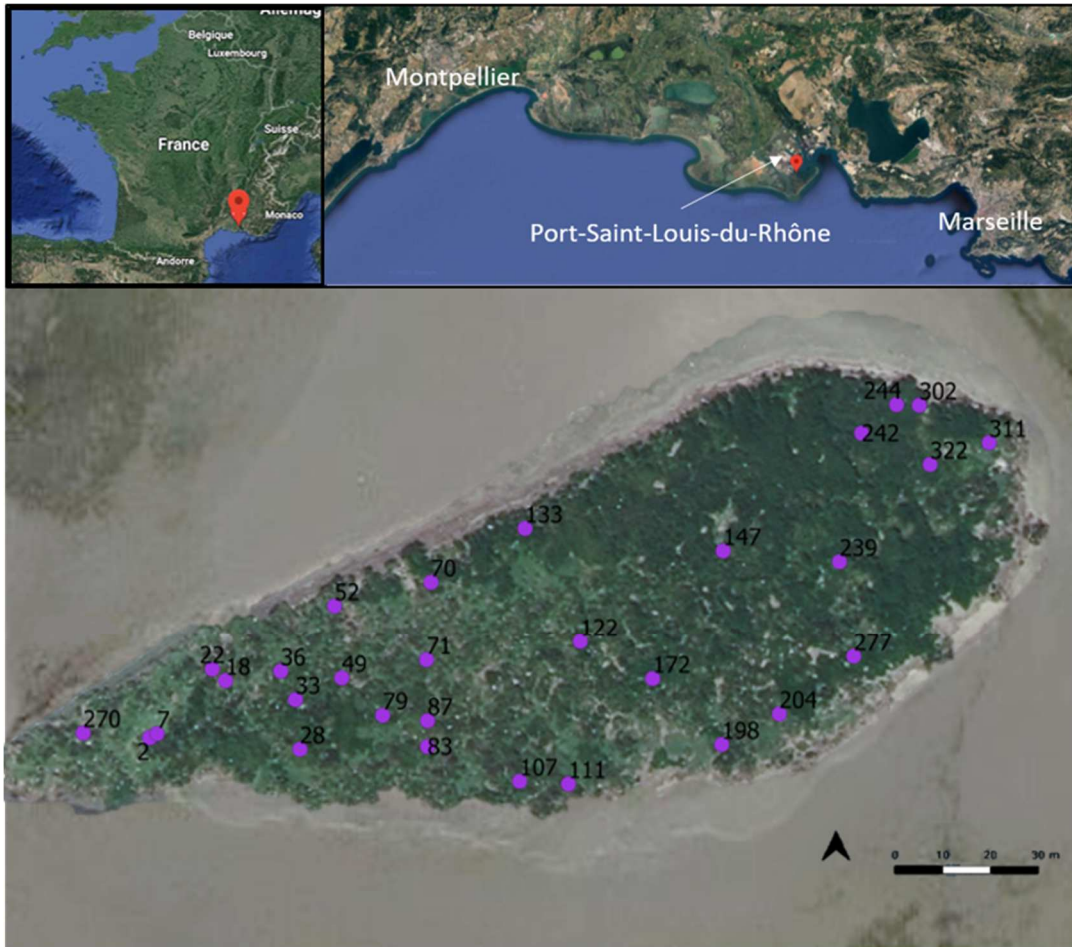 Allemag
Belgique
Luxembourg
France
Suisse
Monaco
Andorre
Montpellier
Port-Saint-Louis-du-Rhône
Marseille
244 302
242
311
322
133
147
239
70
52
122
71
277
22 18 36 49
172
33
79
87
204
270 7
2
28
83
198
107 111
0 10 20 30 m